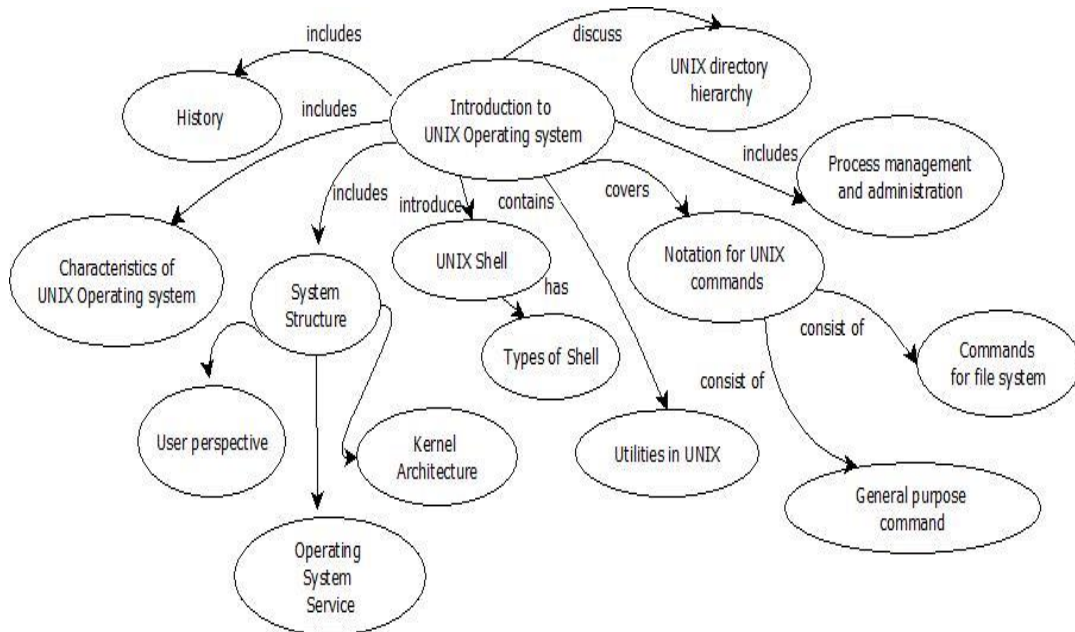 includes
discuss
UNIX directory
hierarchy
History
includes
Introduction to
UNIX Operating system
includes
Process management
and administration
includes
introduce
contains
covers
Characteristics of
UNIX Operating system
System
Structure
UNIX Shell
has
Notation for UNIX
commands
Types of Shell
consist of
Commands
for file system
consist of
User perspective
Kernel
Architecture
Utilities in UNIX
General purpose
command
Operating
System
Service